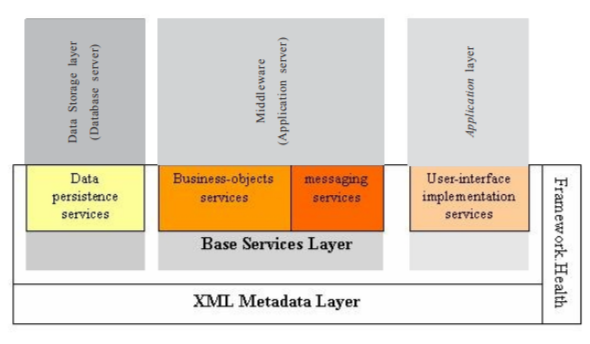 Data Storage layer
(Database server)
Middleware
(Application server)
Application layer
Data
persistence
services
Business-objects
services
messaging
services
User-interface
implementation
services
Base Services Layer
XML Metadata Layer
Framework.Health